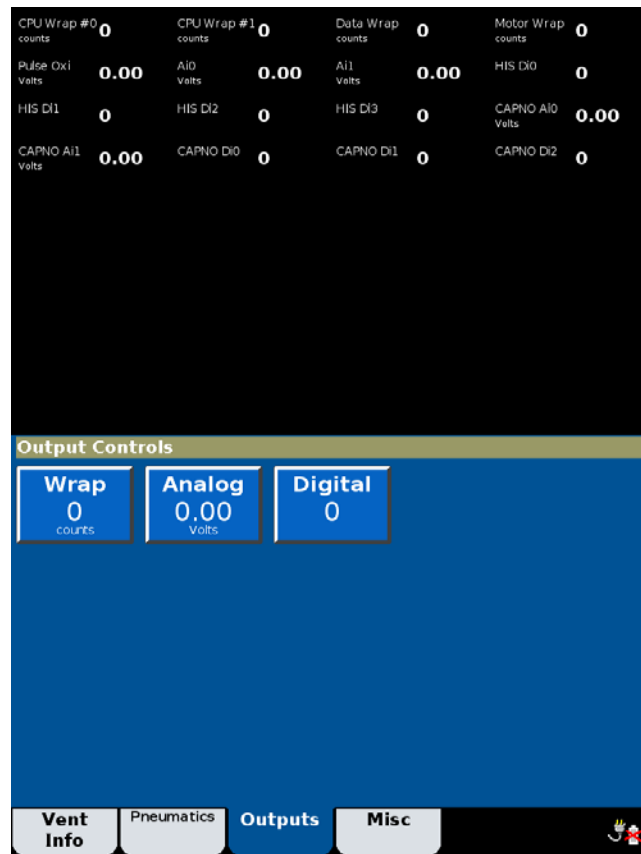 CPU Wrap #0 0 CPU Wrap #1 0 Data Wrap 0 Motor Wrap 0
counts counts counts counts
Pulse Oxi 0.00 Ai0 0.00 Ai1 0.00 HIS Di0 0
Volts Volts Volts
HIS Di1 0 HIS Di2 0 HIS Di3 0 CAPNO Ai0 0.00
Volts
CAPNO Ai1 0.00 CAPNO Di0 0 CAPNO Di1 0 CAPNO Di2 0
Volts
Output Controls
Wrap Analog Digital
0 0.00 0
counts Volts
Vent Info Pneumatics Outputs Misc